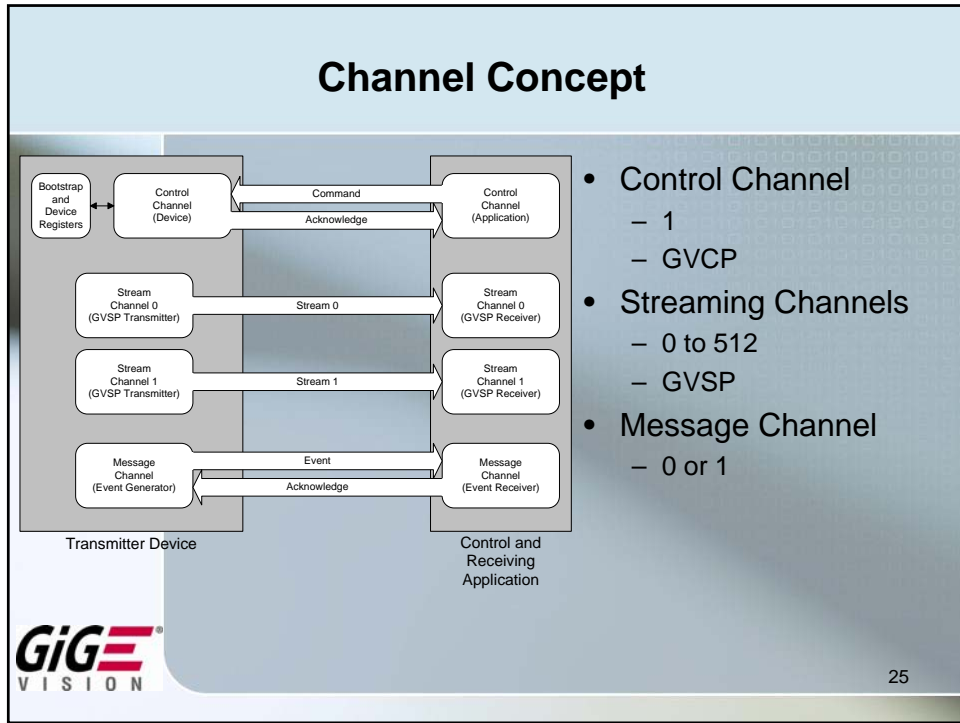 Channel Concept
Bootstrap
and
Device
Registers
Control
Channel
(Device)
Command
Acknowledge
Control
Channel
(Application)
Stream
Channel 0
(GVSP Transmitter)
Stream 0
Stream
Channel 0
(GVSP Receiver)
Stream
Channel 1
(GVSP Transmitter)
Stream 1
Stream
Channel 1
(GVSP Receiver)
Message
Channel
(Event Generator)
Event
Acknowledge
Message
Channel
(Event Receiver)
Transmitter Device
Control and
Receiving
Application
• Control Channel
– 1
– GVCP
• Streaming Channels
– 0 to 512
– GVSP
• Message Channel
– 0 or 1
GiGE®
VISION
25